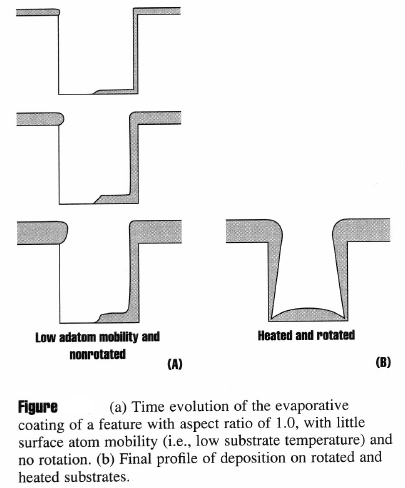 Low adatom mobility and
nonrotated
(A)
Heated and rotated
(B)
Figure (a) Time evolution of the evaporative
coating of a feature with aspect ratio of 1.0, with little
surface atom mobility (i.e., low substrate temperature) and
no rotation. (b) Final profile of deposition on rotated and
heated substrates.